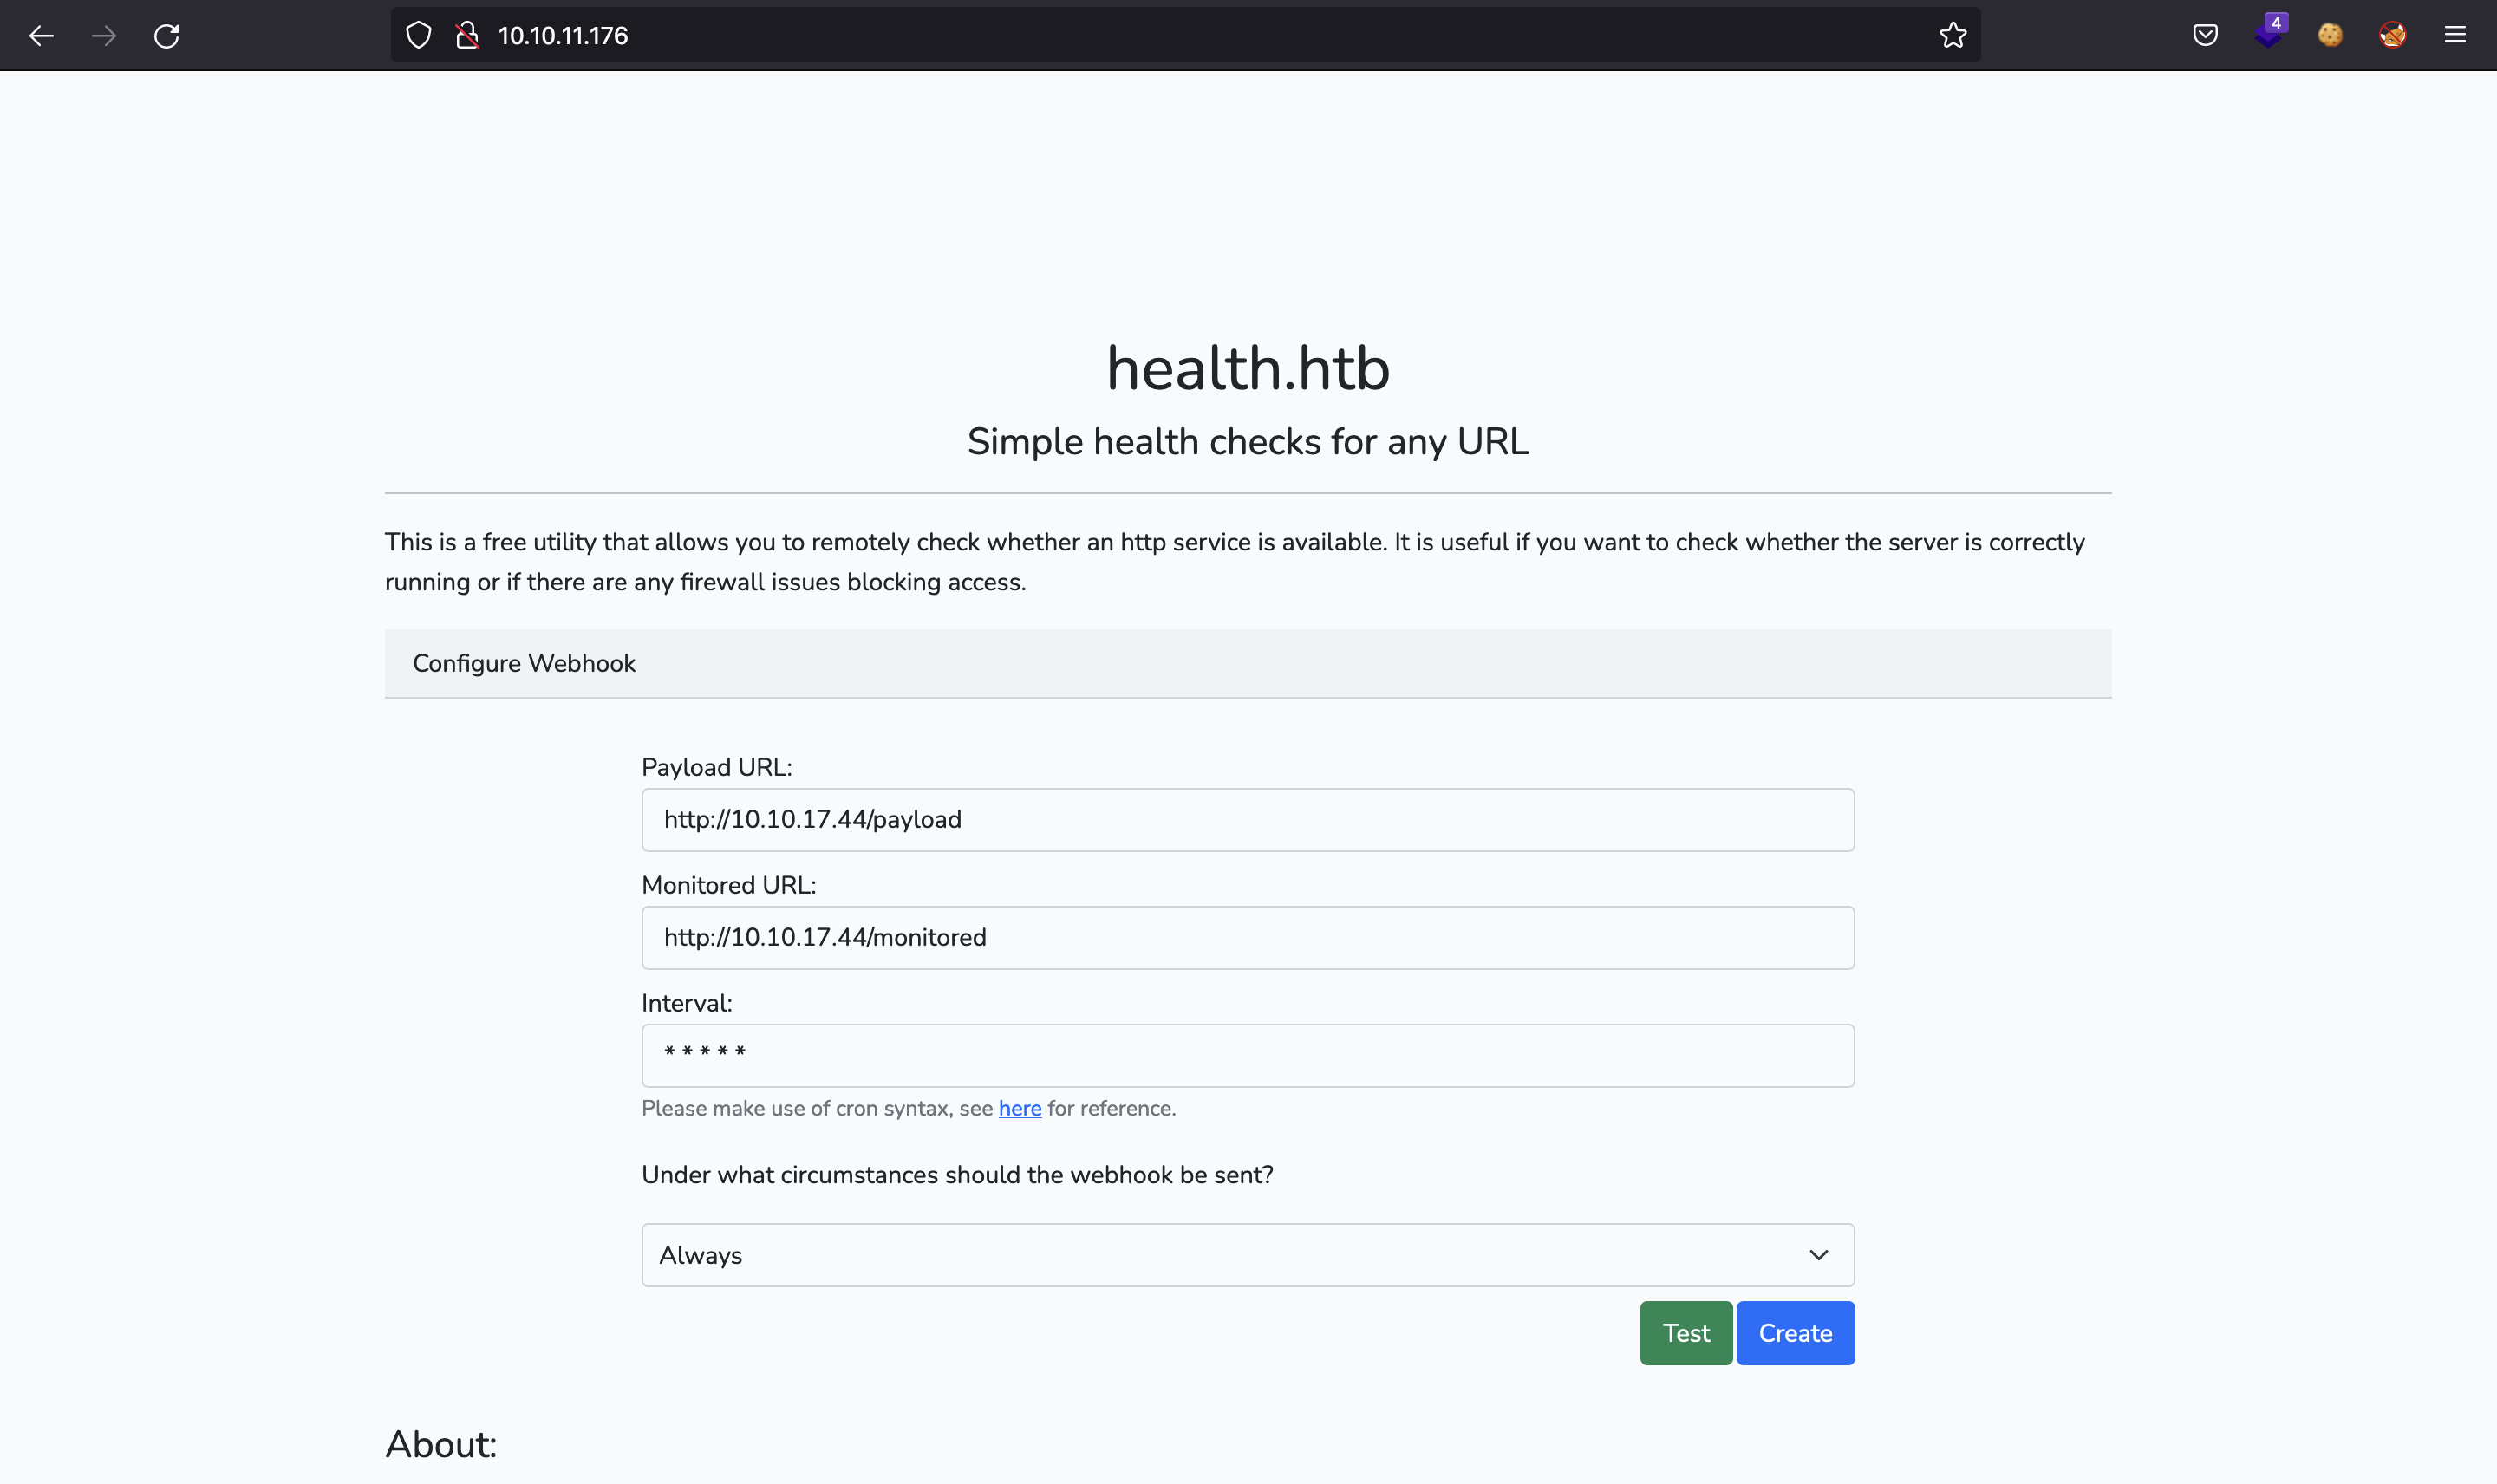 10.10.11.176
4
health.htb
Simple health checks for any URL
This is a free utility that allows you to remotely check whether an http service is available. It is useful if you want to check whether the server is correctly
running or if there are any firewall issues blocking access.
Configure Webhook
Payload URL:
http://10.10.17.44/payload
Monitored URL:
http://10.10.17.44/monitored
Interval:
* * * * *
Please make use of cron syntax, see here for reference.
Under what circumstances should the webhook be sent?
Always
Test Create
About: